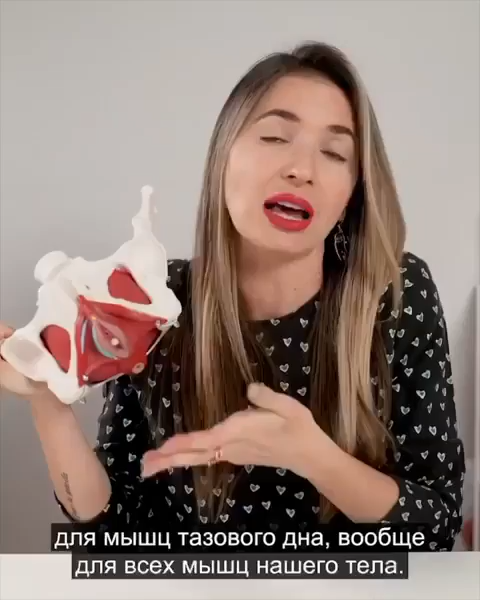 для мышц тазового дна, вообще
для всех мышц нашего тела.